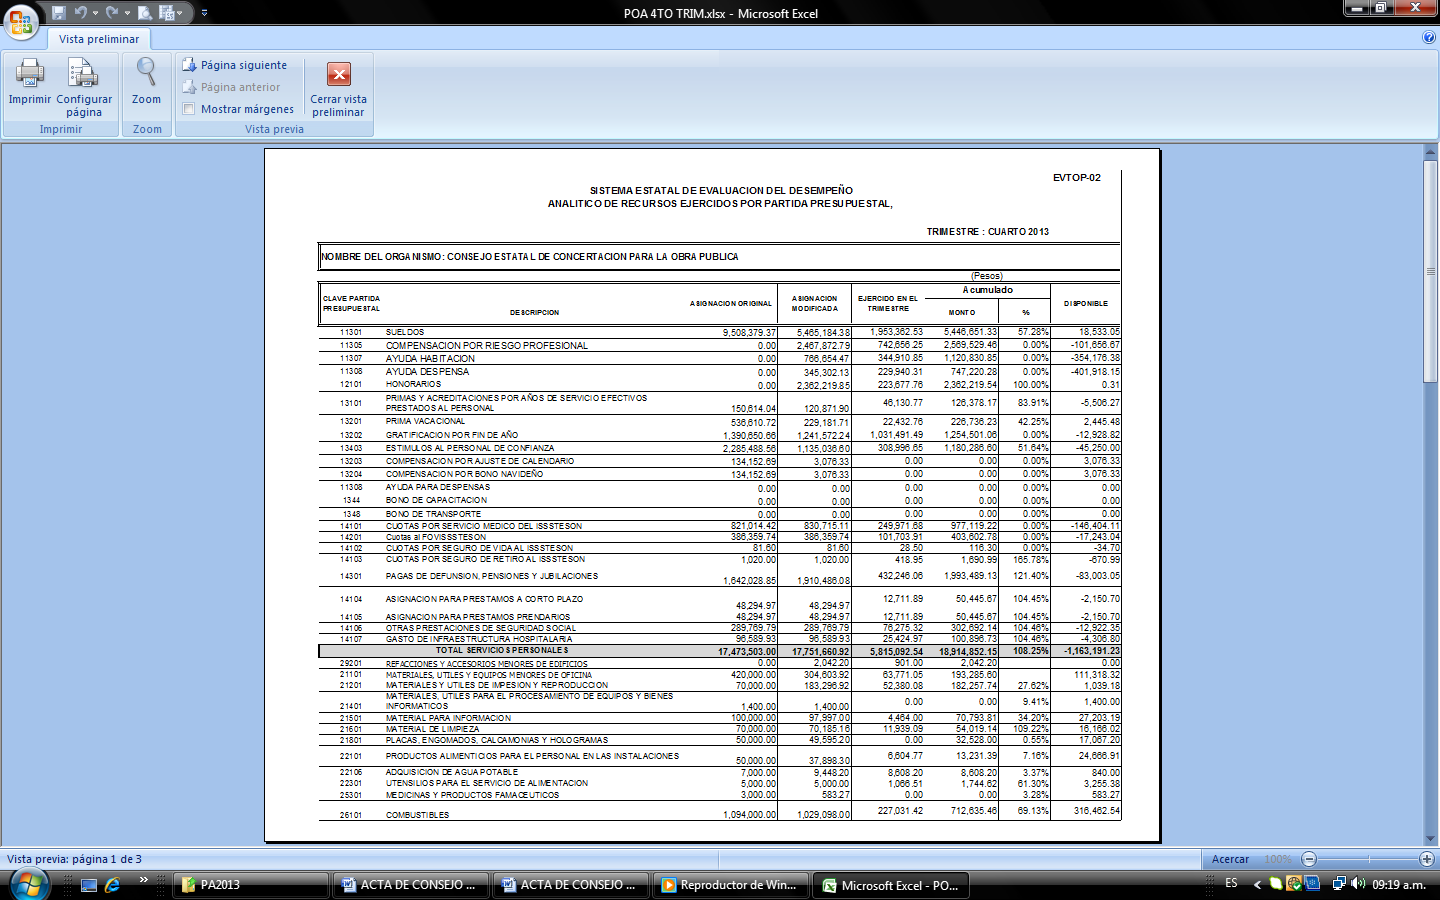 POA 4TO TRIM.xlsx - Microsoft Excel
Vista preliminar
Imprimir
Configurar página
Zoom
Página siguiente
Página anterior
Mostrar márgenes
Cerrar vista preliminar
Imprimir
Zoom
Vista previa
EVTOP-02
SISTEMA ESTATAL DE EVALUACION DEL DESEMPEÑO
ANALITICO DE RECURSOS EJERCIDOS POR PARTIDA PRESUPUESTAL,
TRIMESTRE : CUARTO 2013
NOMBRE DEL ORGANISMO: CONSEJO ESTATAL DE CONCERTACION PARA LA OBRA PUBLICA
(Pesos)
CLAVE PARTIDA PRESUPUESTAL DESCRIPCION ASIGNACION ORIGINAL ASIGNACION MODIFICADA EJERCIDO EN EL TRIMESTRE Acumulado MONTO % DISPONIBLE
11301 SUELDOS 9,508,379.37 5,465,184.38 1,953,362.53 5,446,651.33 57.28% 18,533.05
11305 COMPENSACION POR RIESGO PROFESIONAL 0.00 2,467,872.79 742,656.25 2,569,529.46 0.00% -101,656.67
11307 AYUDA HABITACION 0.00 766,654.47 344,910.85 1,120,830.85 0.00% -354,176.38
11308 AYUDA DESPENSA 0.00 345,302.13 229,940.31 747,220.28 0.00% -401,918.15
12101 HONORARIOS 0.00 2,362,219.85 223,677.76 2,362,219.54 100.00% 0.31
13101 PRIMAS Y ACREDITACIONES POR AÑOS DE SERVICIO EFECTIVOS PRESTADOS AL PERSONAL 150,614.04 120,871.90 46,130.77 126,378.17 83.91% -5,506.27
13201 PRIMA VACACIONAL 536,610.72 229,181.71 22,432.76 226,736.23 42.25% 2,445.48
13202 GRATIFICACION POR FIN DE AÑO 1,390,650.66 1,241,572.24 1,031,491.49 1,254,501.06 0.00% -12,928.82
13403 ESTIMULOS AL PERSONAL DE CONFIANZA 2,285,488.56 1,135,036.60 308,996.65 1,180,286.60 51.64% -45,250.00
13203 COMPENSACION POR AJUSTE DE CALENDARIO 134,152.69 3,076.33 0.00 0.00 0.00% 3,076.33
13204 COMPENSACION POR BONO NAVIDEÑO 134,152.69 3,076.33 0.00 0.00 0.00% 3,076.33
11308 AYUDA PARA DESPENSAS 0.00 0.00 0.00 0.00 0.00% 0.00
1344 BONO DE CAPACITACION 0.00 0.00 0.00 0.00 0.00% 0.00
1348 BONO DE TRANSPORTE 0.00 0.00 0.00 0.00 0.00% 0.00
14101 CUOTAS POR SERVICIO MEDICO DEL ISSSTESON 821,014.42 830,715.11 249,971.68 977,119.22 0.00% -146,404.11
14201 Cuotas al FOVISSSTESON 386,359.74 386,359.74 101,703.91 403,602.78 0.00% -17,243.04
14102 CUOTAS POR SEGURO DE VIDA AL ISSSTESON 81.60 81.60 28.50 116.30 0.00% -34.70
14103 CUOTAS POR SEGURO DE RETIRO AL ISSSTESON 1,020.00 1,020.00 418.95 1,690.99 165.78% -670.99
14301 PAGAS DE DEFUNSION, PENSIONES Y JUBILACIONES 1,642,028.85 1,910,486.08 432,246.06 1,993,489.13 121.40% -83,003.05
14104 ASIGNACION PARA PRESTAMOS A CORTO PLAZO 48,294.97 48,294.97 12,711.89 50,445.67 104.45% -2,150.70
14105 ASIGNACION PARA PRESTAMOS PRENDARIOS 48,294.97 48,294.97 12,711.89 50,445.67 104.45% -2,150.70
14106 OTRAS PRESTACIONES DE SEGURIDAD SOCIAL 289,769.79 289,769.79 76,275.32 302,692.14 104.46% -12,922.35
14107 GASTO DE INFRAESTRUCTURA HOSPITALARIA 96,589.93 96,589.93 25,424.97 100,896.73 104.46% -4,306.80
TOTAL SERVICIOS PERSONALES 17,473,503.00 17,751,660.92 5,815,092.54 18,914,852.15 108.25% -1,163,191.23
29201 REFACCIONES Y ACCESORIOS MENORES DE EDIFICIOS 0.00 2,042.20 901.00 2,042.20 0.00
21101 MATERIALES, UTILES Y EQUIPOS MENORES DE OFICINA 420,000.00 304,603.92 63,771.05 193,285.60 111,318.32
21201 MATERIALES Y UTILES DE IMPESION Y REPRODUCCION 70,000.00 183,296.92 52,380.08 182,257.74 27.62% 1,039.18
21401 MATERIALES, UTILES PARA EL PROCESAMIENTO DE EQUIPOS Y BIENES INFORMATICOS 1,400.00 1,400.00 0.00 0.00 9.41% 1,400.00
21501 MATERIAL PARA INFORMACION 100,000.00 97,997.00 4,464.00 70,793.81 34.20% 27,203.19
21601 MATERIAL DE LIMPIEZA 70,000.00 70,185.16 11,939.09 54,019.14 109.22% 16,166.02
21801 PLACAS, ENGOMADOS, CALCAMONIAS Y HOLOGRAMAS 50,000.00 49,595.20 0.00 32,528.00 0.55% 17,067.20
22101 PRODUCTOS ALIMENTICIOS PARA EL PERSONAL EN LAS INSTALACIONES 50,000.00 37,898.30 6,604.77 13,231.39 7.16% 24,666.91
22106 ADQUISICION DE AGUA POTABLE 7,000.00 9,448.20 8,608.20 8,608.20 3.37% 840.00
22301 UTENSILIOS PARA EL SERVICIO DE ALIMENTACION 5,000.00 5,000.00 1,066.51 1,744.62 61.30% 3,255.38
25301 MEDICINAS Y PRODUCTOS FAMACEUTICOS 3,000.00 583.27 0.00 0.00 3.28% 583.27
26101 COMBUSTIBLES 1,094,000.00 1,029,098.00 227,031.42 712,635.46 69.13% 316,462.54
Vista previa: página 1 de 3
Acercar 100%
PA2013
ACTA DE CONSEJO ...
ACTA DE CONSEJO ...
Reproductor de Win...
Microsoft Excel - PO...
ES
09:19 a.m.